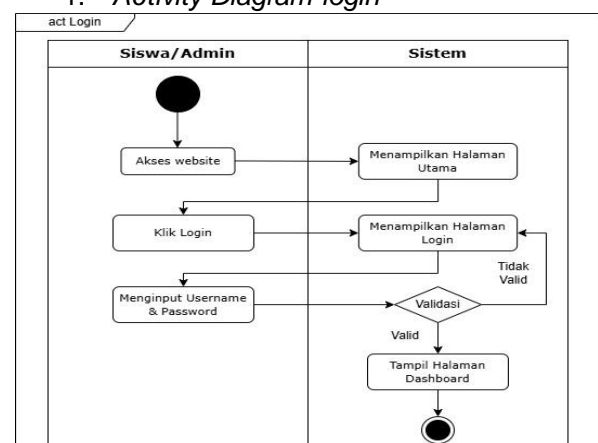 1. Activity Diagram login
act Login
Siswa/Admin
Sistem
Akses website
Menampilkan Halaman
Utama
Klik Login
Menampilkan Halaman
Login
Tidak
Valid
Menginput Username
& Password
Validasi
Valid
Tampil Halaman
Dashboard